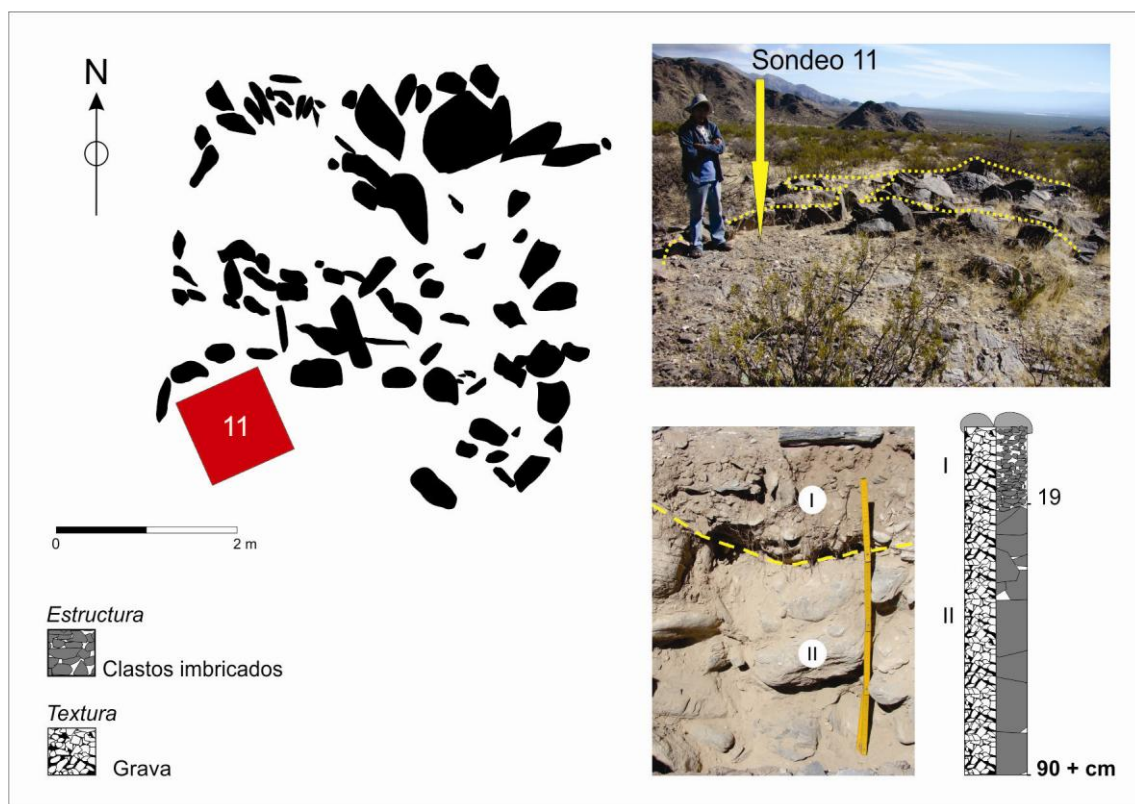 N
11
0
2 m
Estructura
Clastos imbricados
Textura
Grava
Sondeo 11
I
II
I
19
II
90 + cm